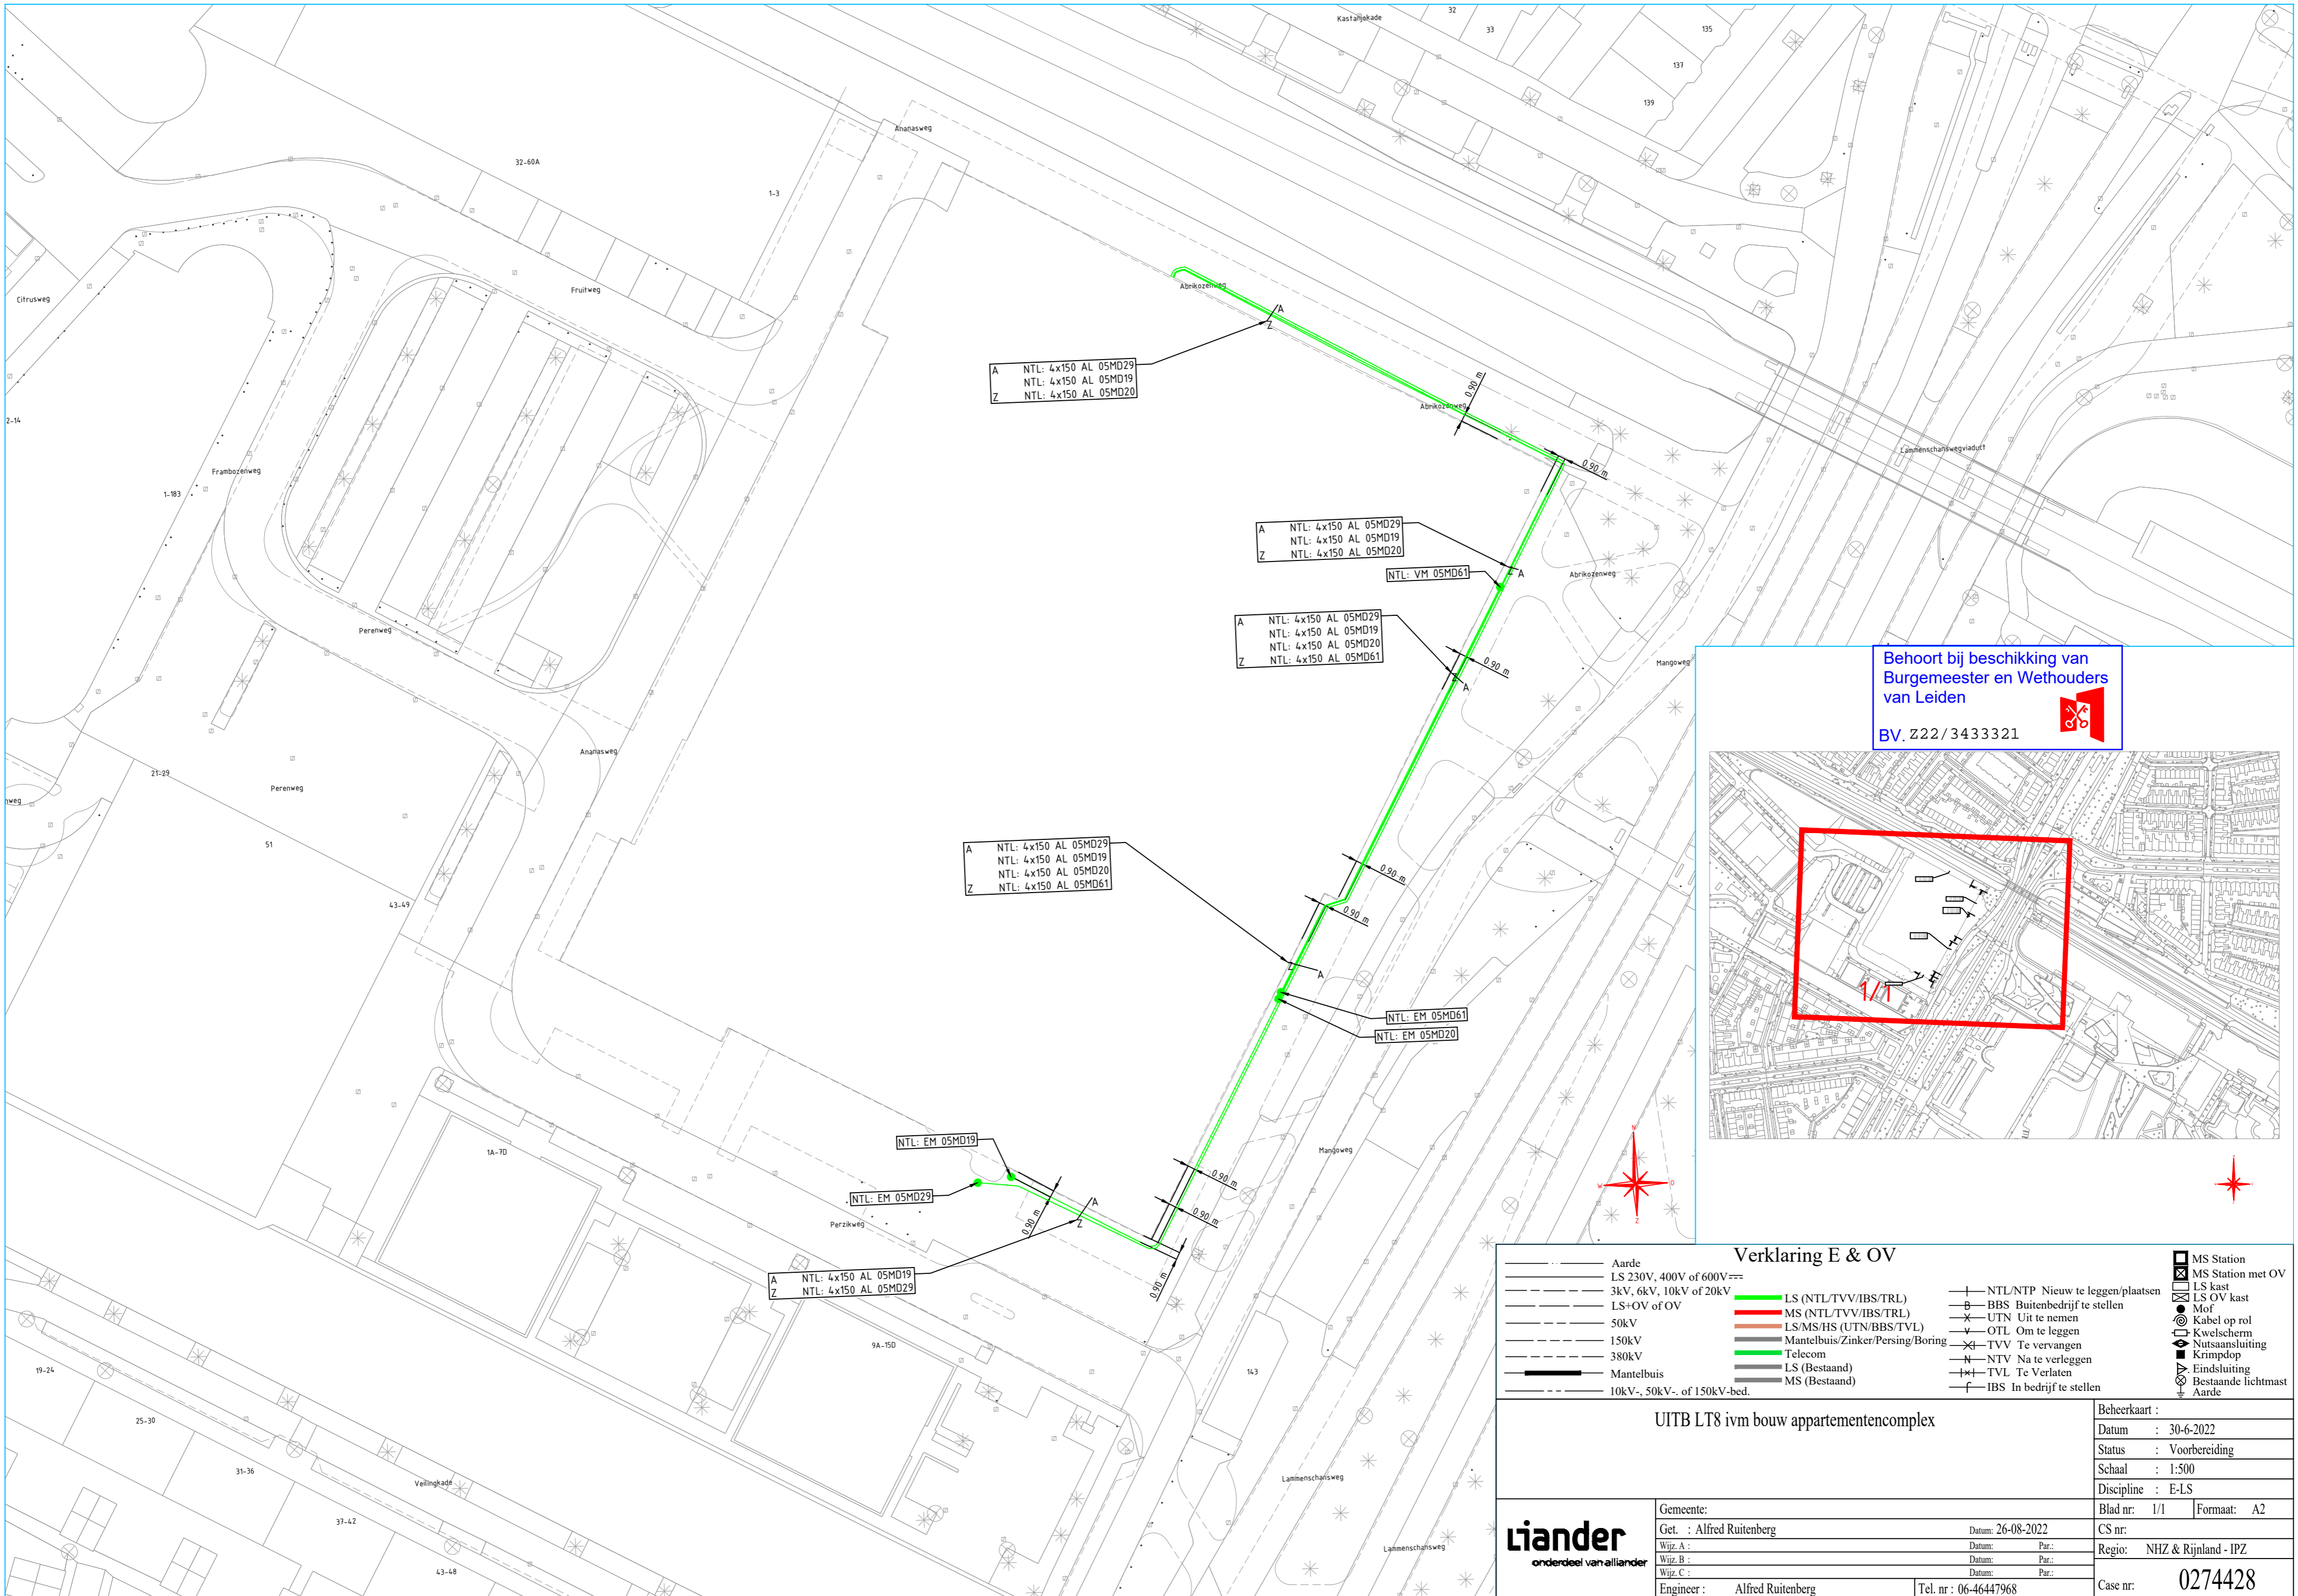 Kastanjekade
32
33
135
137
139
Ananasweg
32-60A
1-3
Citrusweg
Fruitweg
Abrikozenweg
A
Z
A NTL: 4x150 AL 05MD29
NTL: 4x150 AL 05MD19
Z NTL: 4x150 AL 05MD20
0.90 m
Abrikozenweg
2-14
Lammenschanswegviaduct
0.90 m
Frambozenweg
1-183
A NTL: 4x150 AL 05MD29
NTL: 4x150 AL 05MD19
Z NTL: 4x150 AL 05MD20
Z
A
NTL: VM 05MD61
Abrikozenweg
A NTL: 4x150 AL 05MD29
NTL: 4x150 AL 05MD19
NTL: 4x150 AL 05MD20
Z NTL: 4x150 AL 05MD61
Perenweg
0.90 m
Z
A
Mangoweg
Behoort bij beschikking van
Burgemeester en Wethouders
van Leiden
BV. Z22/3433321
Ananasweg
21-29
Perenweg
nweg
51
43-49
A NTL: 4x150 AL 05MD29
NTL: 4x150 AL 05MD19
NTL: 4x150 AL 05MD20
Z NTL: 4x150 AL 05MD61
0.90 m
0.90 m
Z
A
1/1
NTL: EM 05MD61
NTL: EM 05MD20
NTL: EM 05MD19
1A-7D
Mangoweg
NTL: EM 05MD29
0.90 m
0.90 m
0.90 m
0.90 m
A
Z
Perzikweg
N
W
O
Z
A NTL: 4x150 AL 05MD19
Z NTL: 4x150 AL 05MD29
9A-15D
143
19-24
25-30
31-36
37-42
43-48
Veilingkade
Lammenschansweg
Lammenschansweg
Verklaring E & OV
Aarde
LS 230V, 400V of 600V
3kV, 6kV, 10kV of 20kV
LS+OV of OV
50kV
150kV
380kV
Mantelbuis
10kV-, 50kV-. of 150kV-bed.
LS (NTL/TVV/IBS/TRL)
MS (NTL/TVV/IBS/TRL)
LS/MS/HS (UTN/BBS/TVL)
Mantelbuis/Zinker/Persing/Boring
Telecom
LS (Bestaand)
MS (Bestaand)
NTL/NTP Nieuw te leggen/plaatsen
B BBS Buitenbedrijf te stellen
X UTN Uit te nemen
V OTL Om te leggen
TVV Te vervangen
N NTV Na te verleggen
TVL Te Verlaten
IBS In bedrijf te stellen
MS Station
MS Station met OV
LS kast
LS OV kast
Mof
Kabel op rol
Kwelscherm
Nutsaansluiting
Krimpdop
Eindsluiting
Bestaande lichtmast
Aarde
UITB LT8 ivm bouw appartementencomplex
Beheerkaart :
Datum : 30-6-2022
Status : Voorbereiding
Schaal : 1:500
Discipline : E-LS
Blad nr: 1/1 Formaat: A2
CS nr:
Regio: NHZ & Rijnland - IPZ
Case nr: 0274428
Liander
onderdeel van alliander
Gemeente:
Get. : Alfred Ruitenberg Datum: 26-08-2022
Wijz. A : Datum: Par.:
Wijz. B : Datum: Par.:
Wijz. C : Datum: Par.:
Engineer : Alfred Ruitenberg Tel. nr : 06-46447968